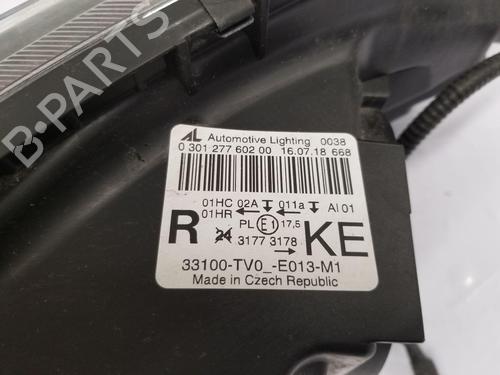 B-PARTS
AL Automotive Lighting 0038
0 301 277 602 00 16.07.18 668
01HC 02A 011a AI 01
01HR
PL E1 17,5
R 24 3177 3178 KE
33100-TV0_-E013-M1
Made in Czech Republic